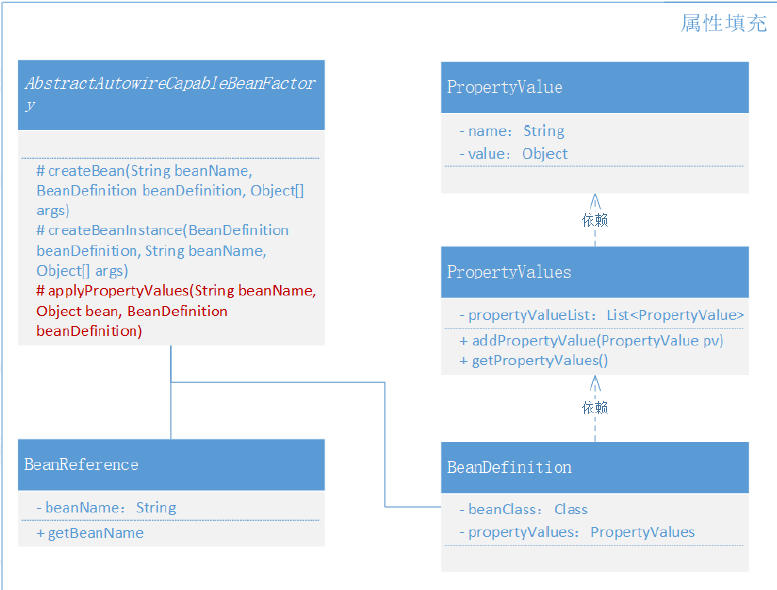 属性填充
AbstractAutowireCapableBeanFactor
y
# createBean(String beanName,
BeanDefinition beanDefinition, Object[]
args)
# createBeanInstance(BeanDefinition
beanDefinition, String beanName,
Object[] args)
# applyPropertyValues(String beanName,
Object bean, BeanDefinition
beanDefinition)
PropertyValue
- name：String
- value：Object
依赖
PropertyValues
- propertyValueList：List<PropertyValue>
+ addPropertyValue(PropertyValue pv)
+ getPropertyValues()
依赖
BeanReference
- beanName：String
+ getBeanName
BeanDefinition
- beanClass：Class
- propertyValues：PropertyValues